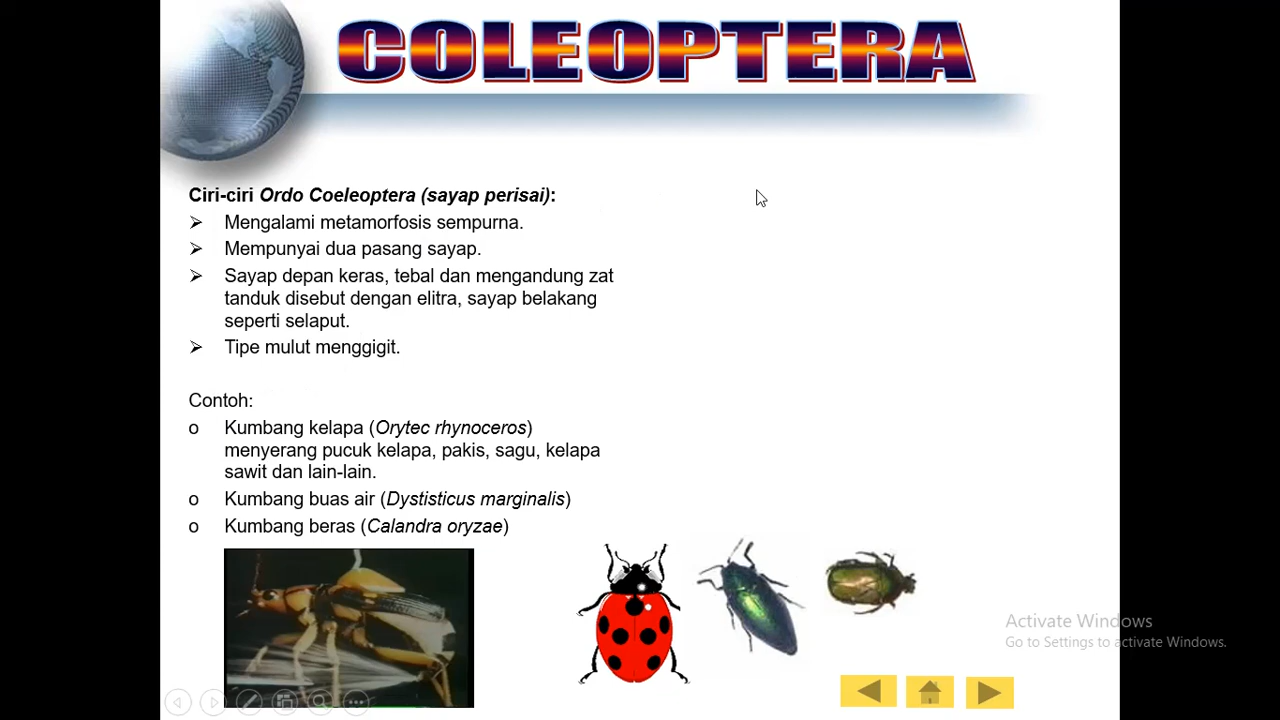 COLEOPTERA
Ciri-ciri Ordo Coeleoptera (sayap perisai):
Mengalami metamorfosis sempurna.
Mempunyai dua pasang sayap.
Sayap depan keras, tebal dan mengandung zat
tanduk disebut dengan elitra, sayap belakang
seperti selaput.
Tipe mulut menggigit.
Contoh:
o Kumbang kelapa (Orytec rhynoceros)
menyerang pucuk kelapa, pakis, sagu, kelapa
sawit dan lain-lain.
o Kumbang buas air (Dystisticus marginalis)
o Kumbang beras (Calandra oryzae)
Activate Windows
Go to Settings to activate Windows.